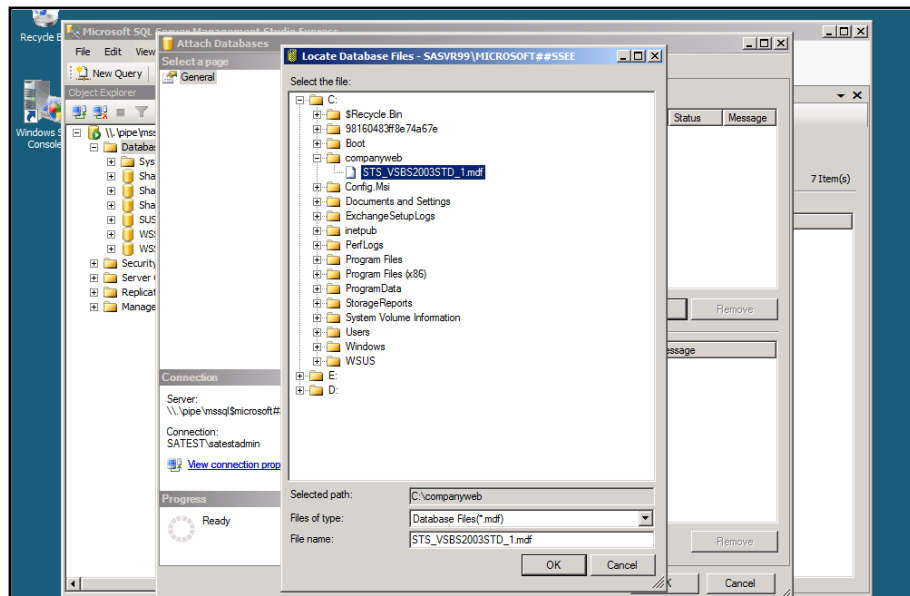 Recycle B
Windows S
Console
Microsoft SQL Server Management Studio Express
File Edit View
New Query
Object Explorer
\\.\pipe\mss
Databas
Sys
Sha
Sha
Sha
SUS
WSS
WSS
Security
Server
Replicat
Manage
Attach Databases
Select a page
General
Connection
Server:
\\.\pipe\mssql$microsoft#
Connection:
SATEST\satestadmin
View connection prop
Progress
Ready
Locate Database Files - SASVR99\MICROSOFT##SSEE
Select the file:
C:
$Recycle.Bin
98160483ff8e74a67e
Boot
companyweb
STS_VSBS2003STD_1.mdf
Config.Msi
Documents and Settings
ExchangeSetupLogs
inetpub
PerfLogs
Program Files
Program Files (x86)
ProgramData
StorageReports
System Volume Information
Users
Windows
WSUS
E:
D:
Selected path: C:\companyweb
Files of type: Database Files(*.mdf)
File name: STS_VSBS2003STD_1.mdf
OK Cancel
Status Message
Remove
essage
Remove
K Cancel
7 Item(s)